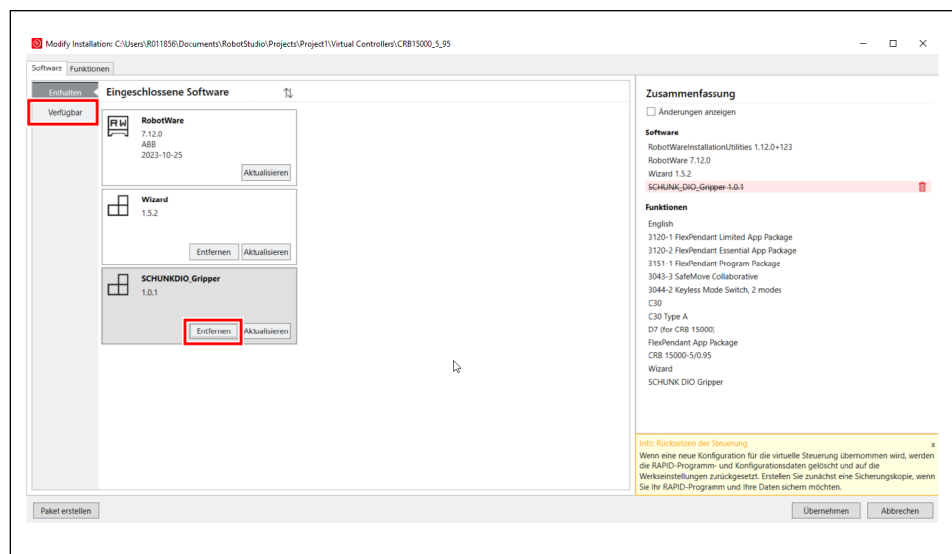 Modify Installation: C:\Users\R011856\Documents\RobotStudio\Projects\Project1\Virtual Controllers\CRB15000_5_95
Software Funktionen
Enthalten
Verfügbar
Eingeschlossene Software
RobotWare
7.12.0
ABB
2023-10-25
Aktualisieren
Wizard
1.5.2
Entfernen Aktualisieren
SCHUNKDIO_Gripper
1.0.1
Entfernen Aktualisieren
Zusammenfassung
Änderungen anzeigen
Software
RobotWareInstallationUtilities 1.12.0+123
RobotWare 7.12.0
Wizard 1.5.2
SCHUNK_DIO_Gripper 1.0.1
Funktionen
English
3120-1 FlexPendant Limited App Package
3120-2 FlexPendant Essential App Package
3151-1 FlexPendant Program Package
3043-3 SafeMove Collaborative
3044-2 Keyless Mode Switch, 2 modes
C30
C30 Type A
D7 (for CRB 15000)
FlexPendant App Package
CRB 15000-5/0.95
Wizard
SCHUNK DIO Gripper
Info: Rücksetzen der Steuerung x
Wenn eine neue Konfiguration für die virtuelle Steuerung übernommen wird, werden
die RAPID-Programm- und Konfigurationsdaten gelöscht und auf die
Werkseinstellungen zurückgesetzt. Erstellen Sie zunächst eine Sicherungskopie, wenn
Sie Ihr RAPID-Programm und Ihre Daten sichern möchten.
Paket erstellen
Übernehmen Abbrechen